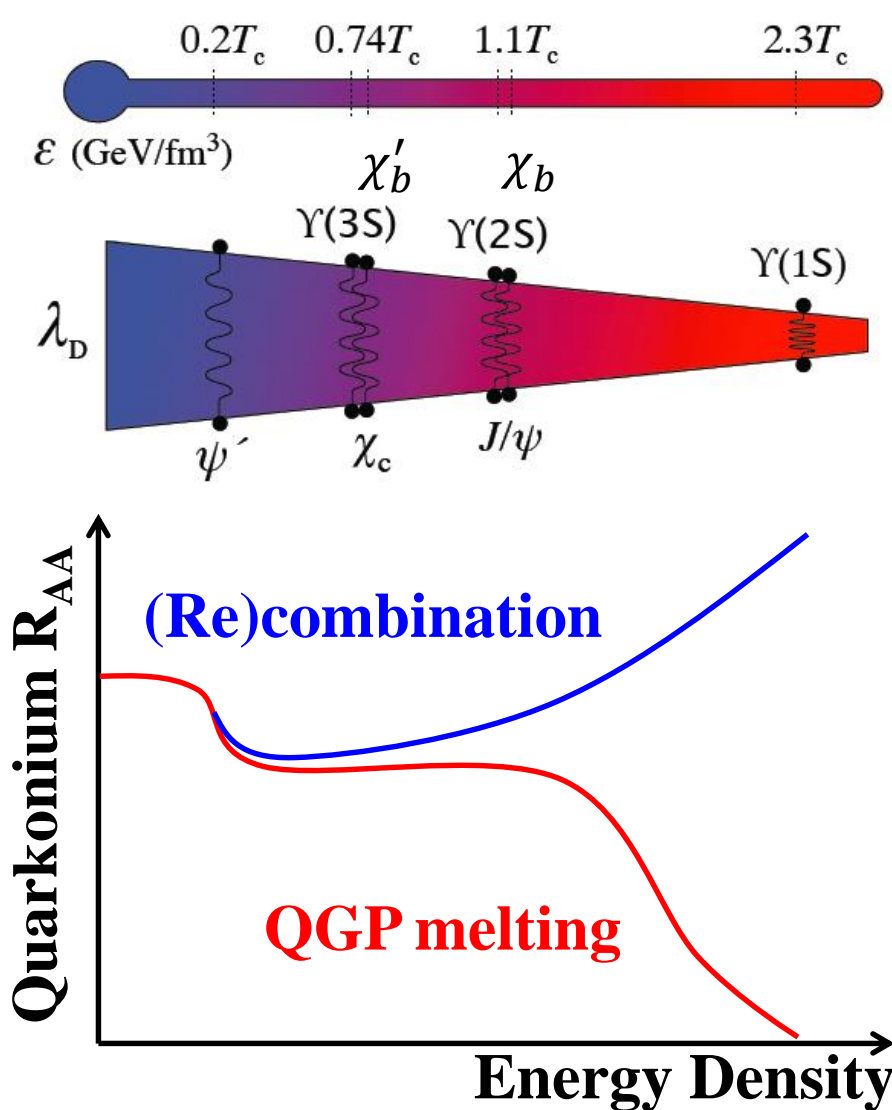 0.2Tc 0.74Tc 1.1Tc 2.3Tc
ε (GeV/fm³)
χ′b χb
ϒ(3S) ϒ(2S) ϒ(1S)
λD
ψ´ χc J/ψ
Quarkonium RAA
(Re)combination
QGP melting
Energy Density